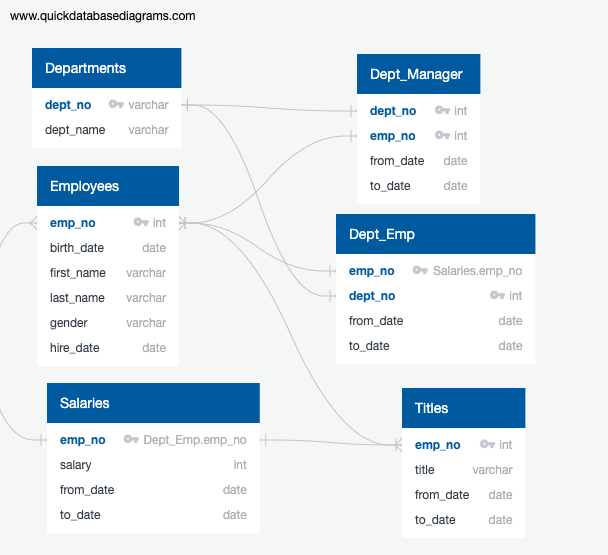 www.quickdatabasediagrams.com
Departments
dept_no varchar
dept_name varchar
Employees
emp_no int
birth_date date
first_name varchar
last_name varchar
gender varchar
hire_date date
Salaries
emp_no Dept_Emp.emp_no
salary int
from_date date
to_date date
Dept_Manager
dept_no int
emp_no int
from_date date
to_date date
Dept_Emp
emp_no Salaries.emp_no
dept_no int
from_date date
to_date date
Titles
emp_no int
title varchar
from_date date
to_date date